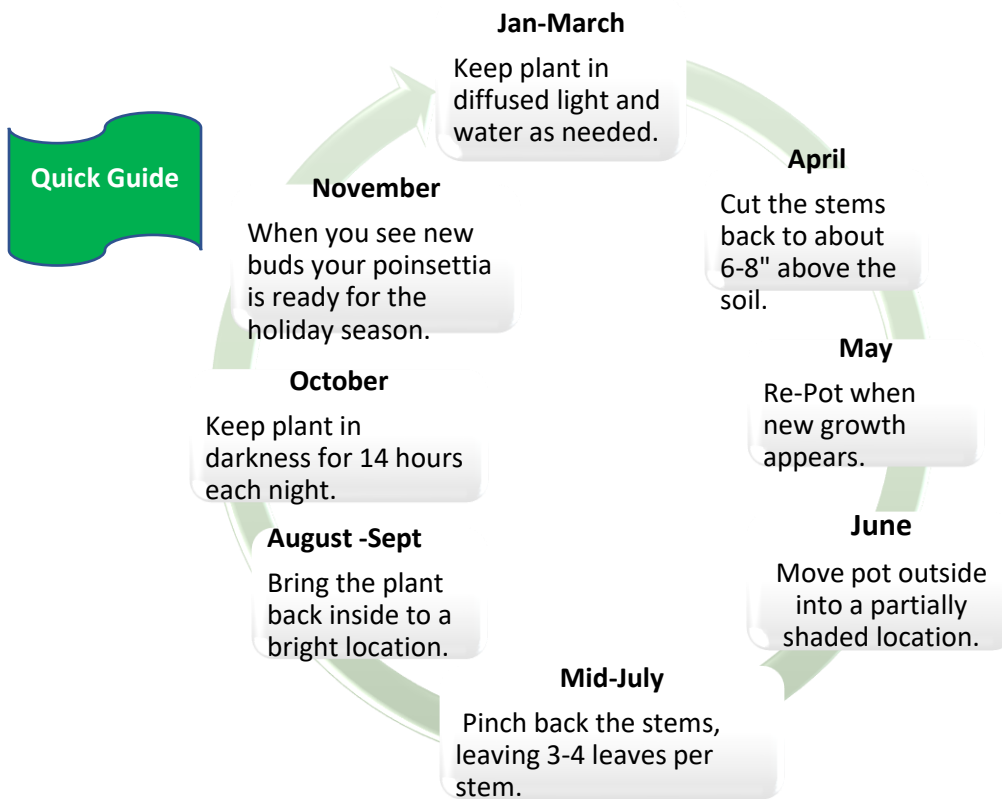 Quick Guide
Jan-March
Keep plant in
diffused light and
water as needed.
April
Cut the stems
back to about
6-8" above the
soil.
May
Re-Pot when
new growth
appears.
June
Move pot outside
into a partially
shaded location.
Mid-July
Pinch back the stems,
leaving 3-4 leaves per
stem.
August -Sept
Bring the plant
back inside to a
bright location.
October
Keep plant in
darkness for 14 hours
each night.
November
When you see new
buds your poinsettia
is ready for the
holiday season.